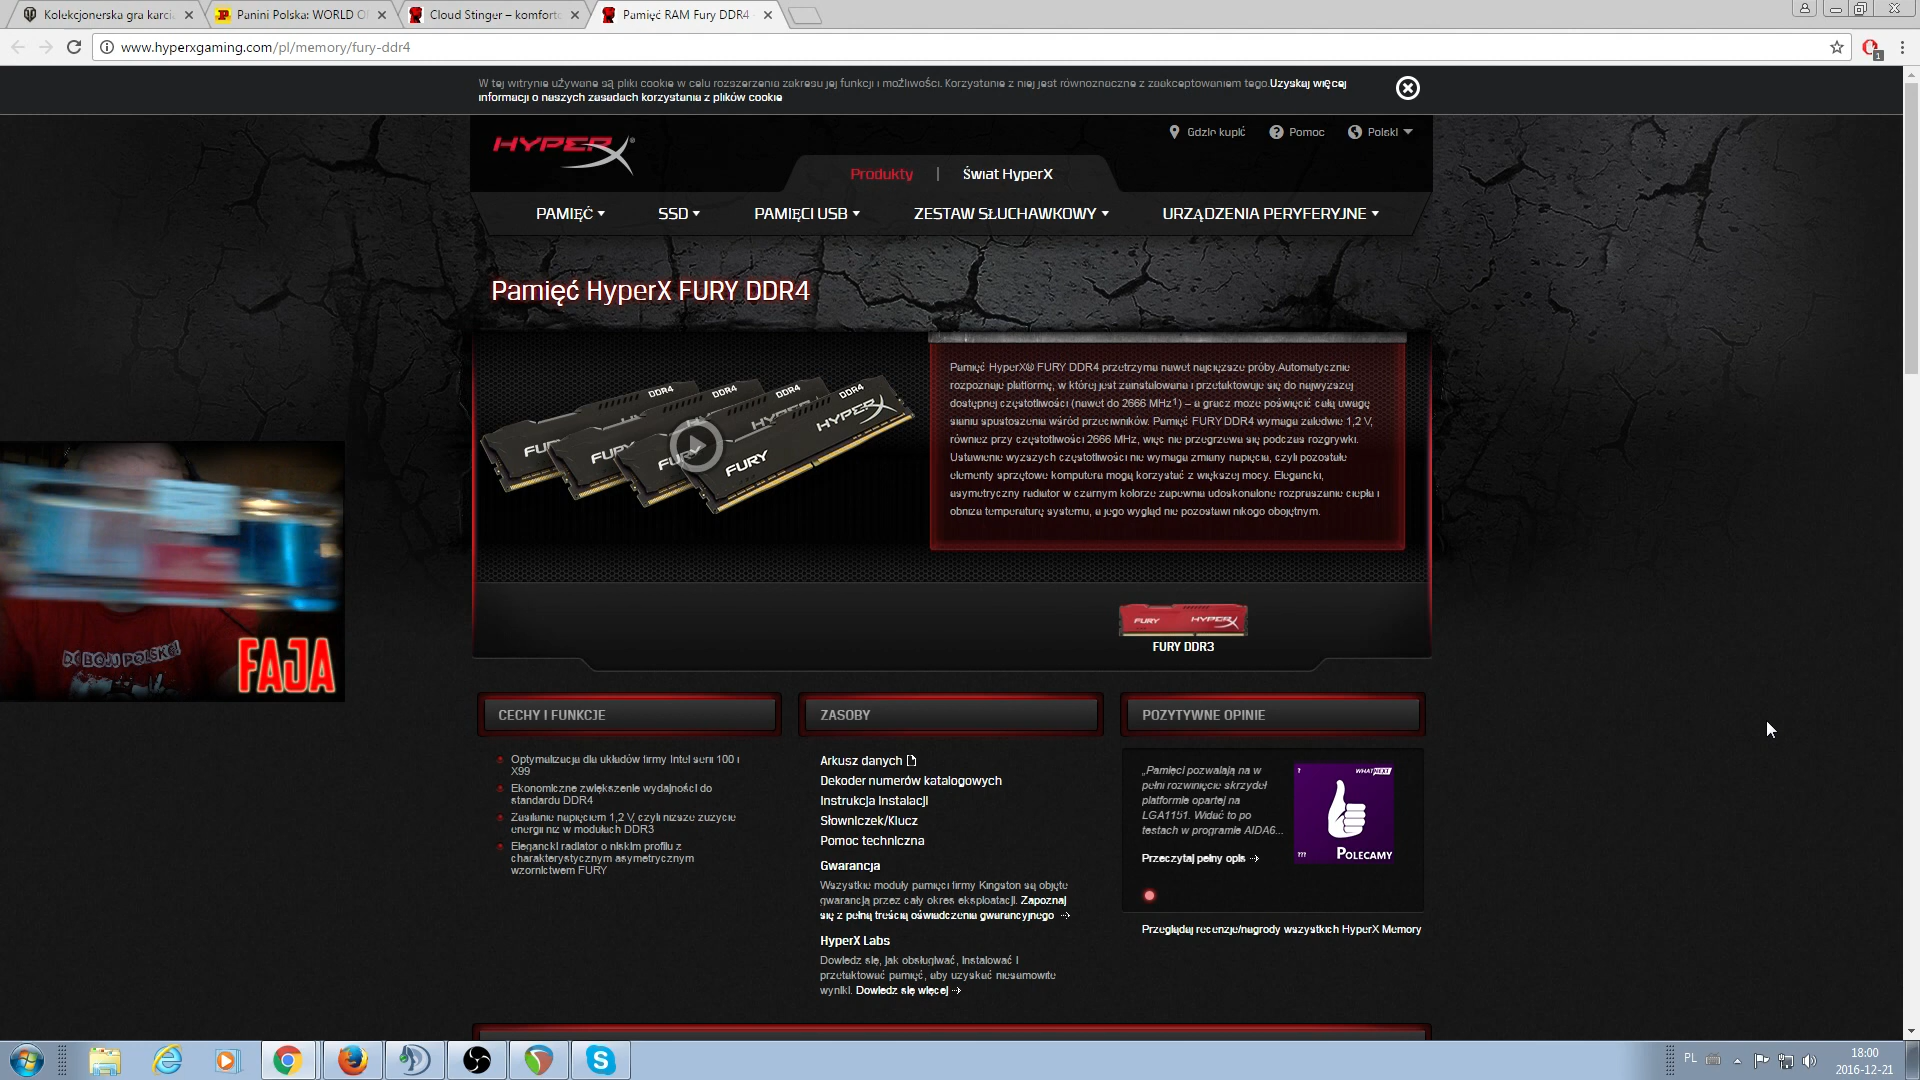 Kolekcjonerska gra karci
Panini Polska: WORLD OF
Cloud Stinger – komforto
Pamięć RAM Fury DDR4
www.hyperxgaming.com/pl/memory/fury-ddr4
W tej witrynie używane są pliki cookie w celu rozszerzenia zakresu jej funkcji i możliwości. Korzystanie z niej jest równoznaczne z zaakceptowaniem tego.Uzyskaj więcej
informacji o naszych zasadach korzystania z plików cookie
HYPERX
Gdzie kupić
Pomoc
Polski
Produkty | Świat HyperX
PAMIĘĆ
SSD
PAMIĘCI USB
ZESTAW SŁUCHAWKOWY
URZĄDZENIA PERYFERYJNE
Pamięć HyperX FURY DDR4
DDR4 DDR4 DDR4 DDR4
FURY HYPERX
Pamięć HyperX® FURY DDR4 przetrzyma nawet najcięższe próby.Automatycznie
rozpoznaje platformę, w której jest zainstalowana i przetaktowuje się do najwyższej
dostępnej częstotliwości (nawet do 2666 MHz¹) – a gracz może poświęcić całą uwagę
sianiu spustoszenia wśród przeciwników. Pamięć FURY DDR4 wymaga zaledwie 1,2 V,
również przy częstotliwości 2666 MHz, więc nie przegrzewa się podczas rozgrywki.
Ustawienie wyższych częstotliwości nie wymaga zmiany napięcia, czyli pozostałe
elementy sprzętowe komputera mogą korzystać z większej mocy. Elegancki,
asymetryczny radiator w czarnym kolorze zapewnia udoskonalone rozpraszanie ciepła i
obniża temperaturę systemu, a jego wygląd nie pozostawi nikogo obojętnym.
DO BOJU POLSKO!
FAJA
FURY HYPERX
FURY DDR3
CECHY I FUNKCJE
Optymalizacja dla układów firmy Intel serii 100 i
X99
Ekonomiczne zwiększenie wydajności do
standardu DDR4
Zasilanie napięciem 1,2 V, czyli niższe zużycie
energii niż w modułach DDR3
Elegancki radiator o niskim profilu z
charakterystycznym asymetrycznym
wzornictwem FURY
ZASOBY
Arkusz danych
Dekoder numerów katalogowych
Instrukcja instalacji
Słowniczek/Klucz
Pomoc techniczna
Gwarancja
Wszystkie moduły pamięci firmy Kingston są objęte
gwarancją przez cały okres eksploatacji. Zapoznaj
się z pełną treścią oświadczenia gwarancyjnego
HyperX Labs
Dowiedz się, jak obsługiwać, instalować i
przetaktować pamięć, aby uzyskać niesamowite
wyniki. Dowiedz się więcej
POZYTYWNE OPINIE
„Pamięci pozwalają na w
pełni rozwinięcie skrzydeł
platformie opartej na
LGA1151. Widać to po
testach w programie AIDA6...
WHATNEXT
POLECAMY
Przeczytaj pełny opis
Przeglądaj recenzje/nagrody wszystkich HyperX Memory
PL
18:00
2016-12-21